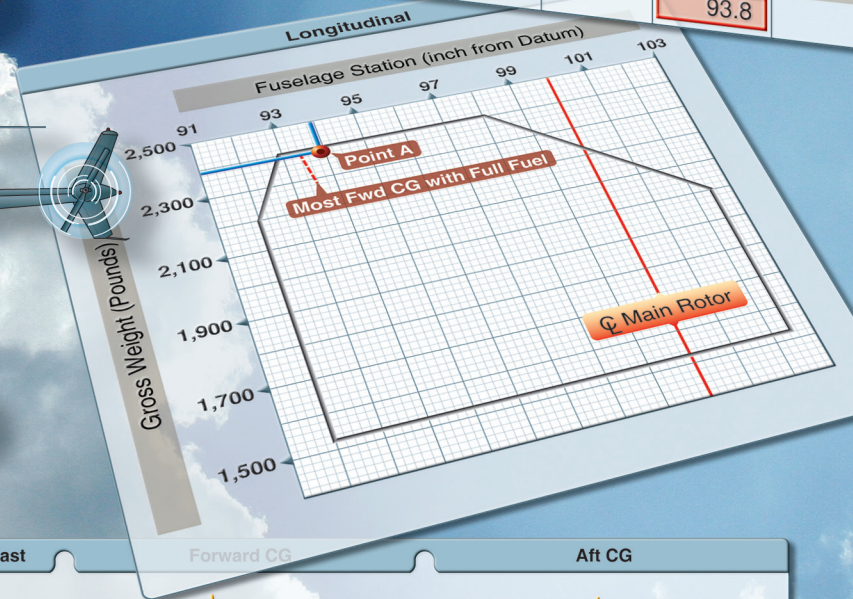 93.8
Longitudinal
Fuselage Station (inch from Datum)
91 93 95 97 99 101 103
Gross Weight (Pounds)
2,500
2,300
2,100
1,900
1,700
1,500
Point A
Most Fwd CG with Full Fuel
℄ Main Rotor
ast
Forward CG
Aft CG